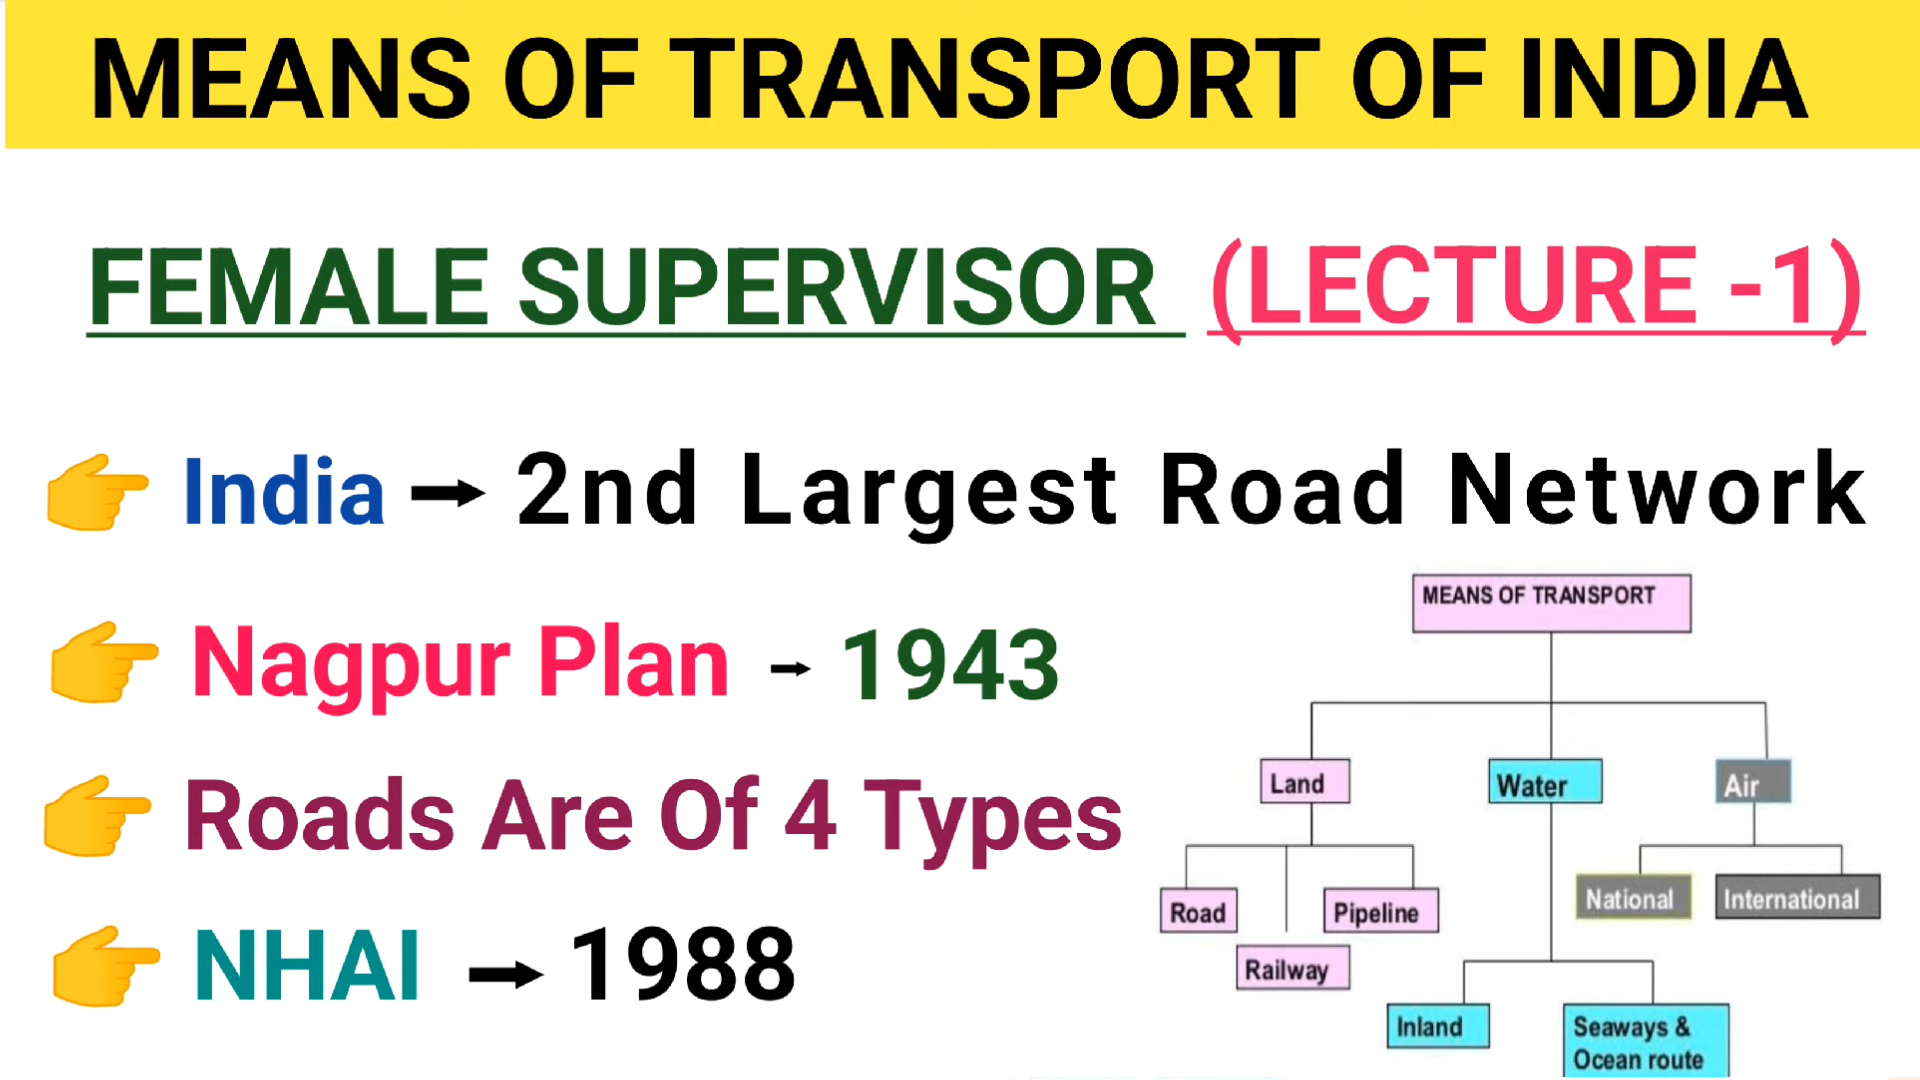 MEANS OF TRANSPORT OF INDIA
FEMALE SUPERVISOR (LECTURE -1)
👉 India → 2nd Largest Road Network
👉 Nagpur Plan → 1943
👉 Roads Are Of 4 Types
👉 NHAI → 1988
MEANS OF TRANSPORT
Land
Water
Air
Road
Railway
Pipeline
National
International
Inland
Seaways &
Ocean route